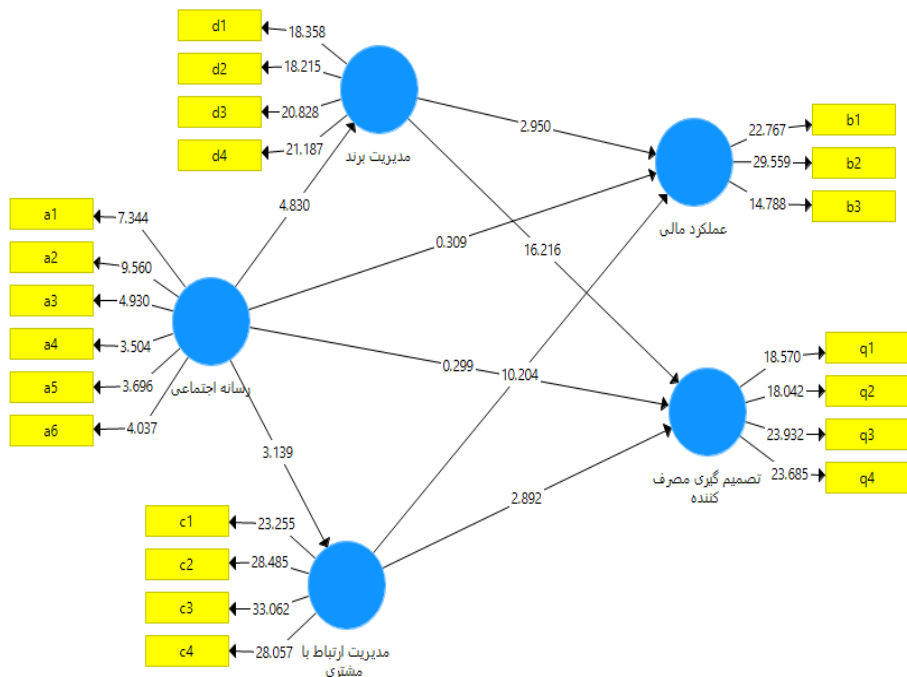 d1
18.358
d2
18.215
d3
20.828
d4
21.187
مدیریت برند
2.950
22.767
b1
29.559
b2
14.788
b3
عملکرد مالی
4.830
0.309
16.216
a1
7.344
a2
9.560
a3
4.930
a4
3.504
a5
3.696
a6
4.037
رسانه اجتماعی
0.299
10.204
18.570
q1
18.042
q2
23.932
q3
23.685
q4
تصمیم گیری مصرف
کننده
3.139
2.892
c1
23.255
c2
28.485
c3
33.062
c4
28.057
مدیریت ارتباط با
مشتری